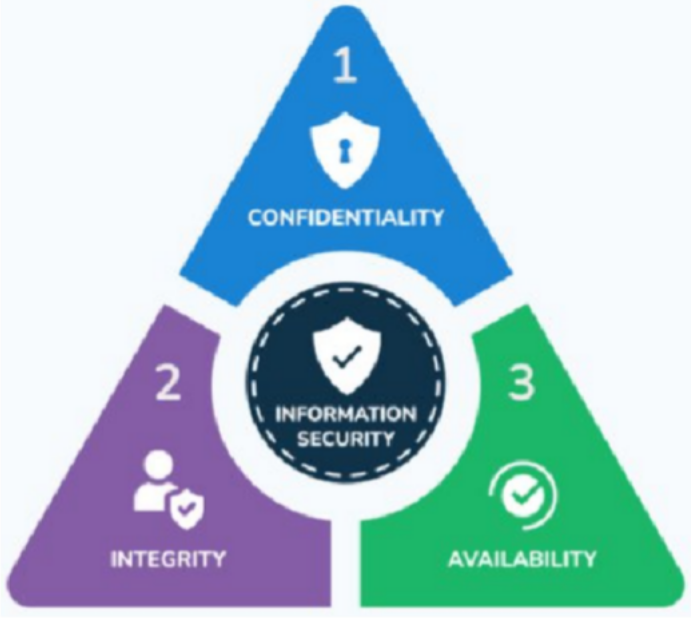 1
CONFIDENTIALITY
INFORMATION
SECURITY
2
INTEGRITY
3
AVAILABILITY